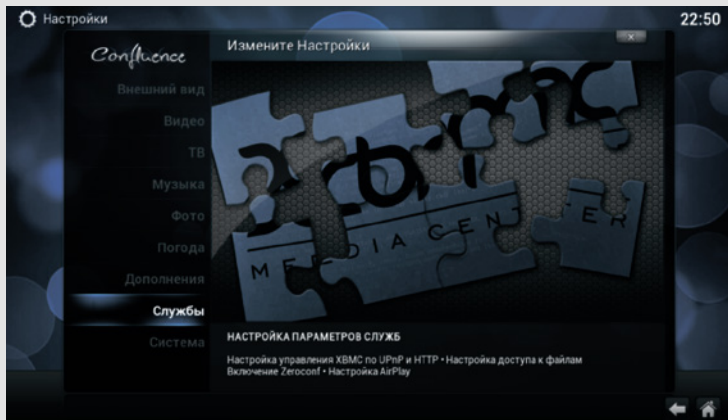 Настройки
22:50
Confluence
Измените Настройки
Внешний вид
Видео
ТВ
Музыка
Фото
Погода
Дополнения
Службы
Система
xbmc
MEDIA CENTER
НАСТРОЙКА ПАРАМЕТРОВ СЛУЖБ
Настройка управления XBMC по UPnP и HTTP • Настройка доступа к файлам
Включение Zeroconf • Настройка AirPlay